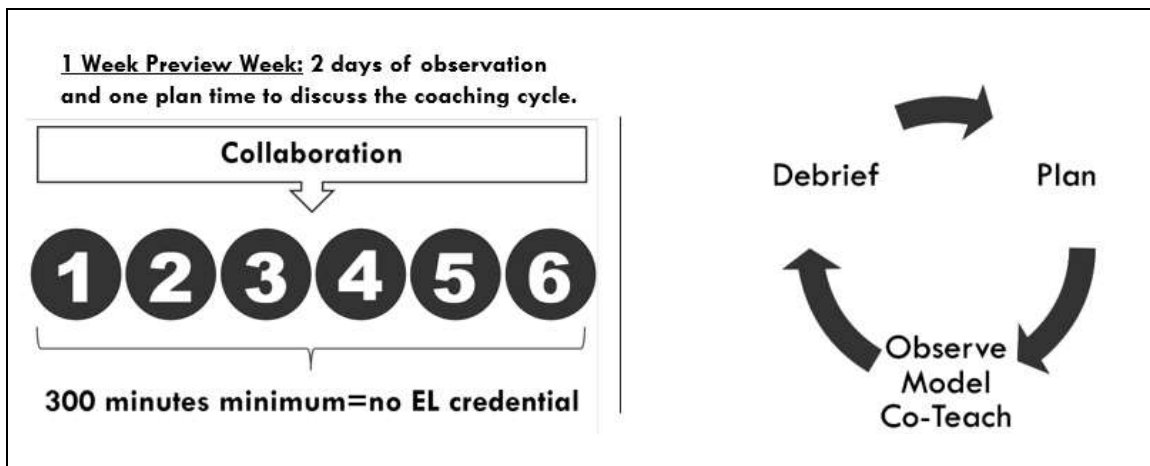 1 Week Preview Week: 2 days of observation
and one plan time to discuss the coaching cycle.
Collaboration
1 2 3 4 5 6
300 minutes minimum=no EL credential
Debrief
Plan
Observe
Model
Co-Teach